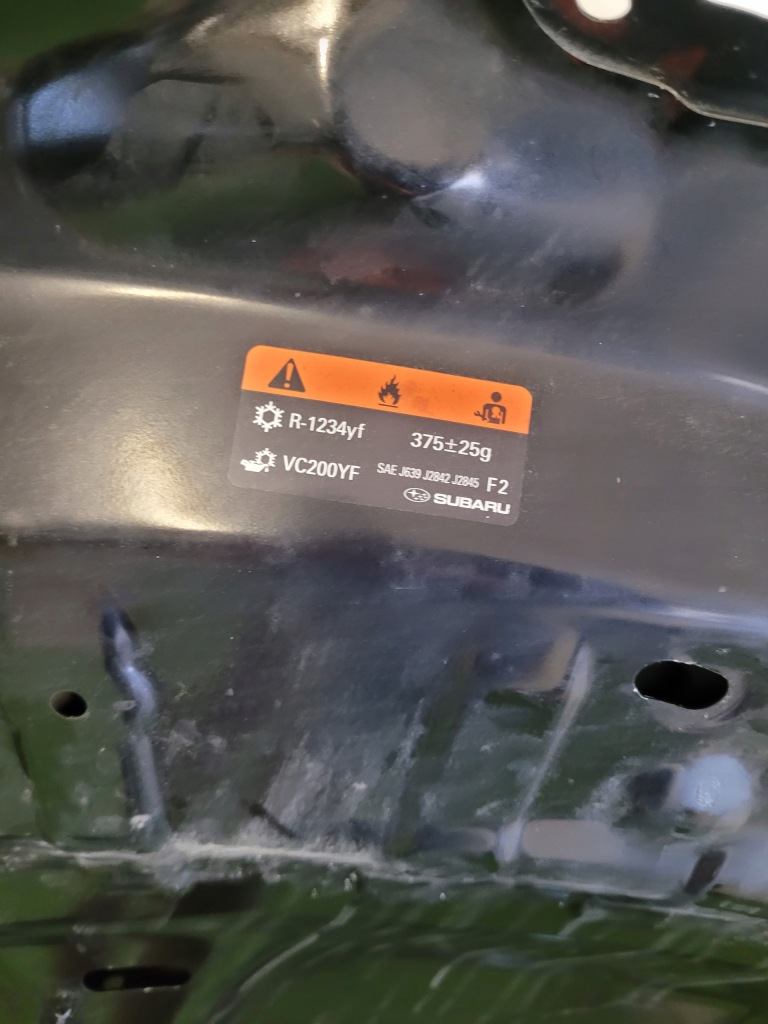 R-1234yf 375±25g
VC200YF SAE J639 J2842 J2845 F2
SUBARU